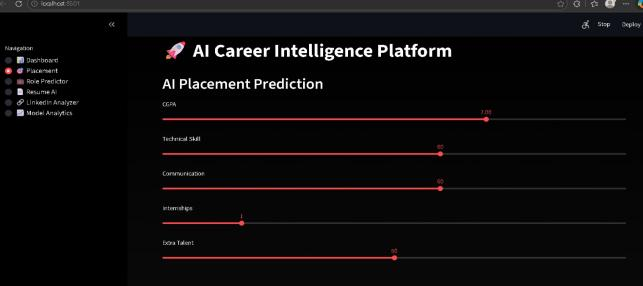 localhost:8501
Stop
Deploy
Navigation
Dashboard
Placement
Role Predictor
Resume AI
LinkedIn Analyzer
Model Analytics
AI Career Intelligence Platform
AI Placement Prediction
CGPA
7.00
Technical Skill
60
Communication
60
Internships
1
Extra Talent
50